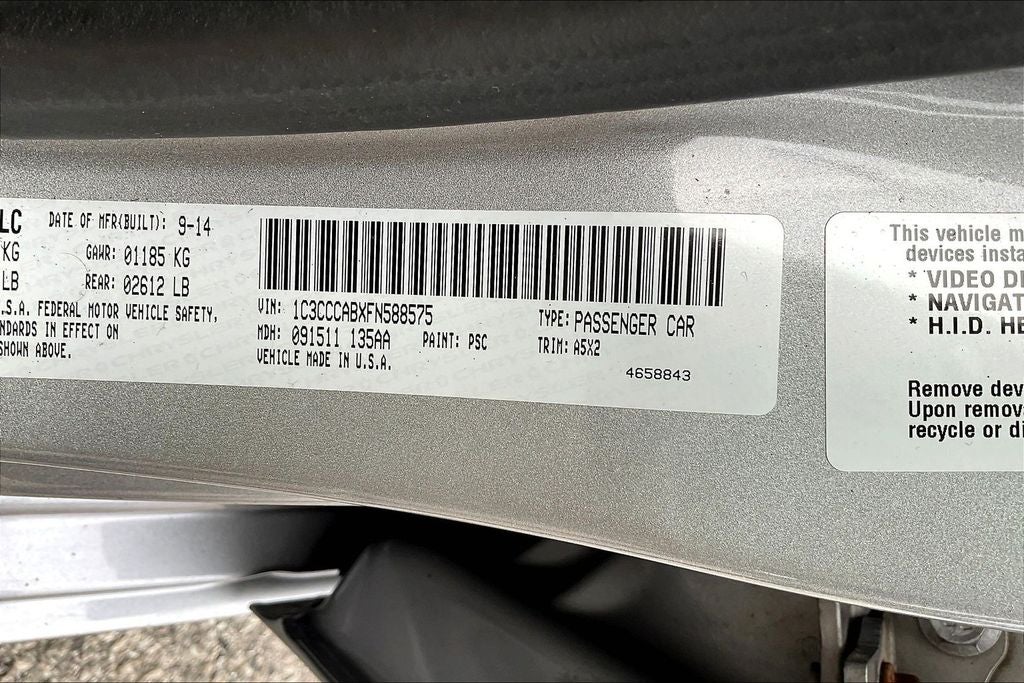 LC DATE OF MFR(BUILT): 9-14
KG GAWR: 01185 KG
LB REAR: 02612 LB
.S.A. FEDERAL MOTOR VEHICLE SAFETY,
NDARDS IN EFFECT ON
SHOWN ABOVE.
VIN: 1C3CCCABXFN588575 TYPE: PASSENGER CAR
MDH: 091511 135AA PAINT: PSC TRIM: A5X2
VEHICLE MADE IN U.S.A.
4658843
This vehicle m
devices insta
* VIDEO DI
* NAVIGAT
* H.I.D. HE
Remove dev
Upon remov
recycle or di